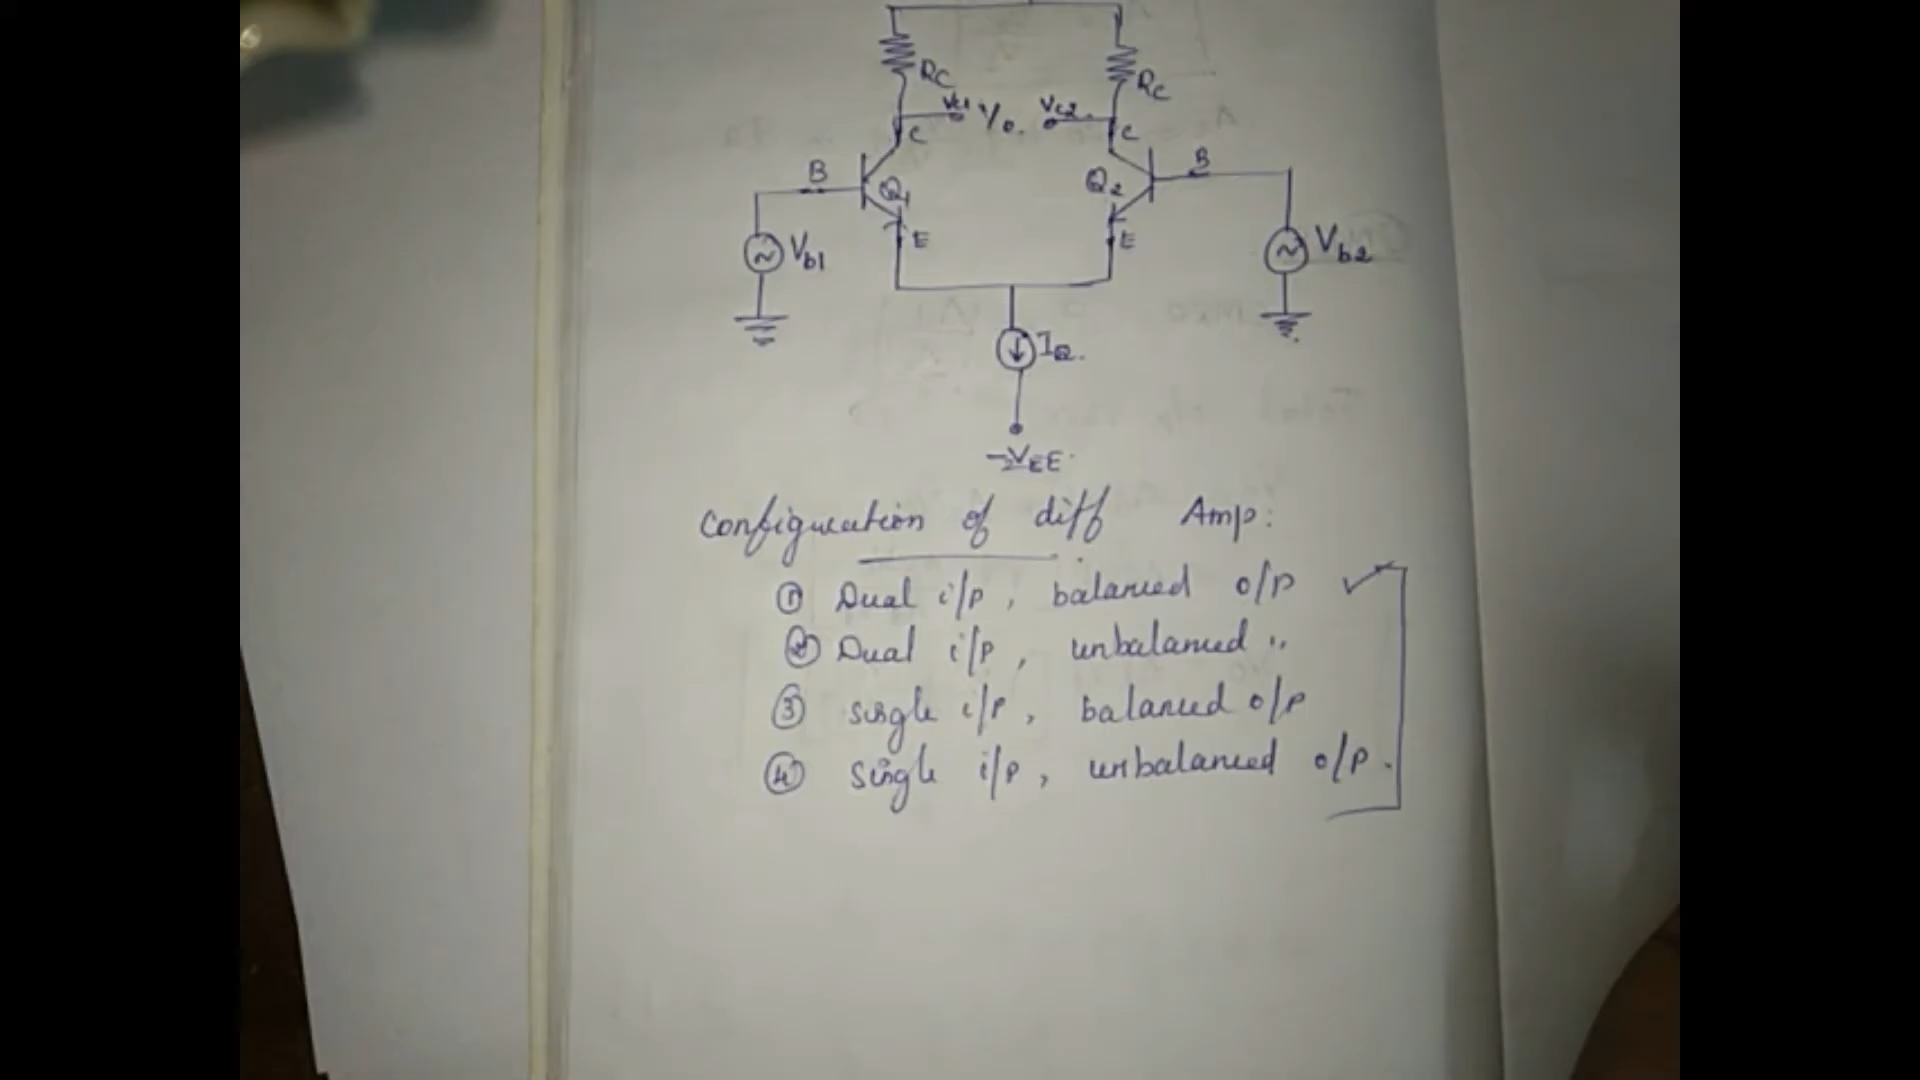 Rc Rc
Vc1 Vo. Vc2.
C C
B Q1 Q2 B
Vb1 E E Vb2
IQ.
-VEE
Configuration of diff Amp:
① Dual i/p, balanced o/p ✓
② Dual i/p, unbalanced "
③ single i/p, balanced o/p
④ single i/p, unbalanced o/p.